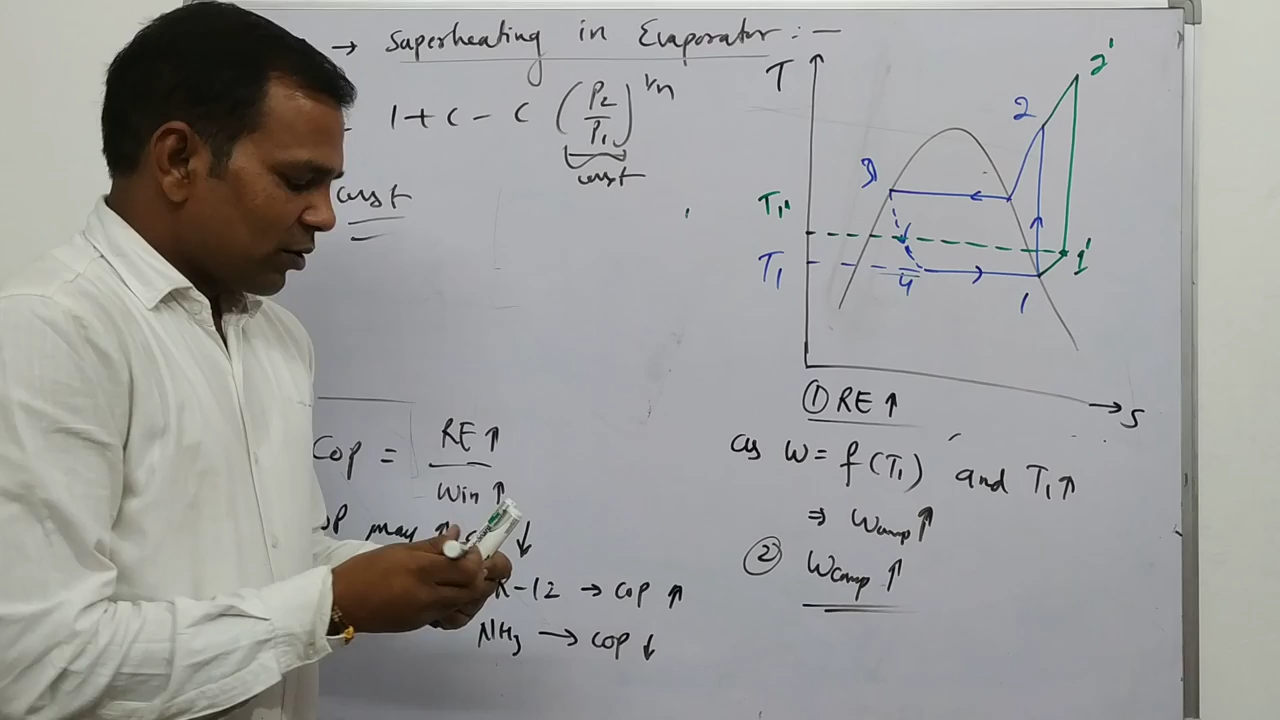 → Superheating in Evaporator : —
1 + c - c (P2/P1)^1/n
const
const
COP = RE↑ / Win↑
may ↑ ↓
R-12 → COP ↑
NH3 → COP ↓
T
2'
2
3
T1'
1'
T1
4
1
S
① RE ↑
as w = f(T1) and T1↑
⇒ Wcomp↑
② Wcomp ↑